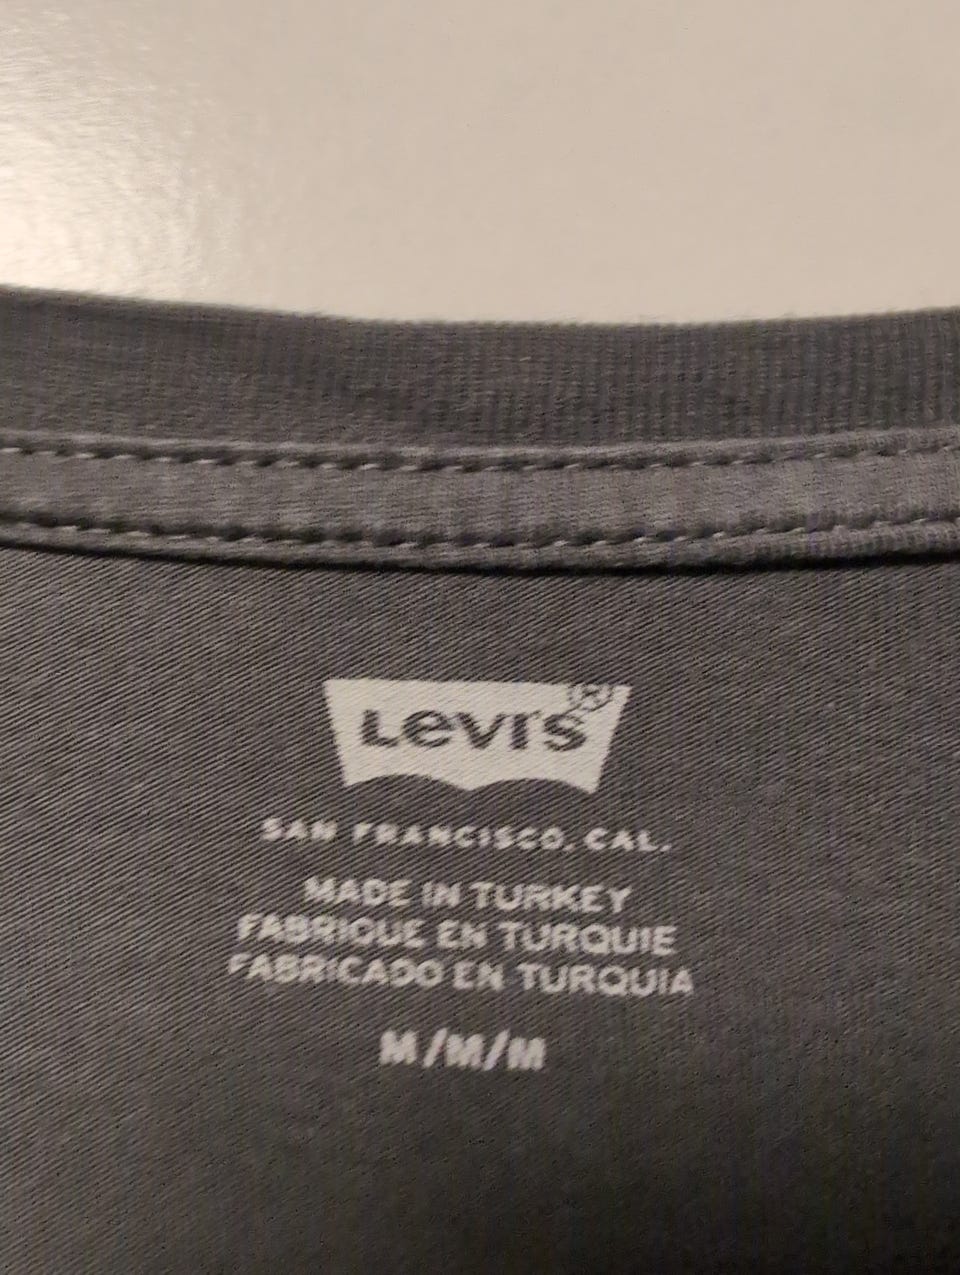 Levi's®
SAN FRANCISCO, CAL.
MADE IN TURKEY
FABRIQUE EN TURQUIE
FABRICADO EN TURQUIA
M/M/M